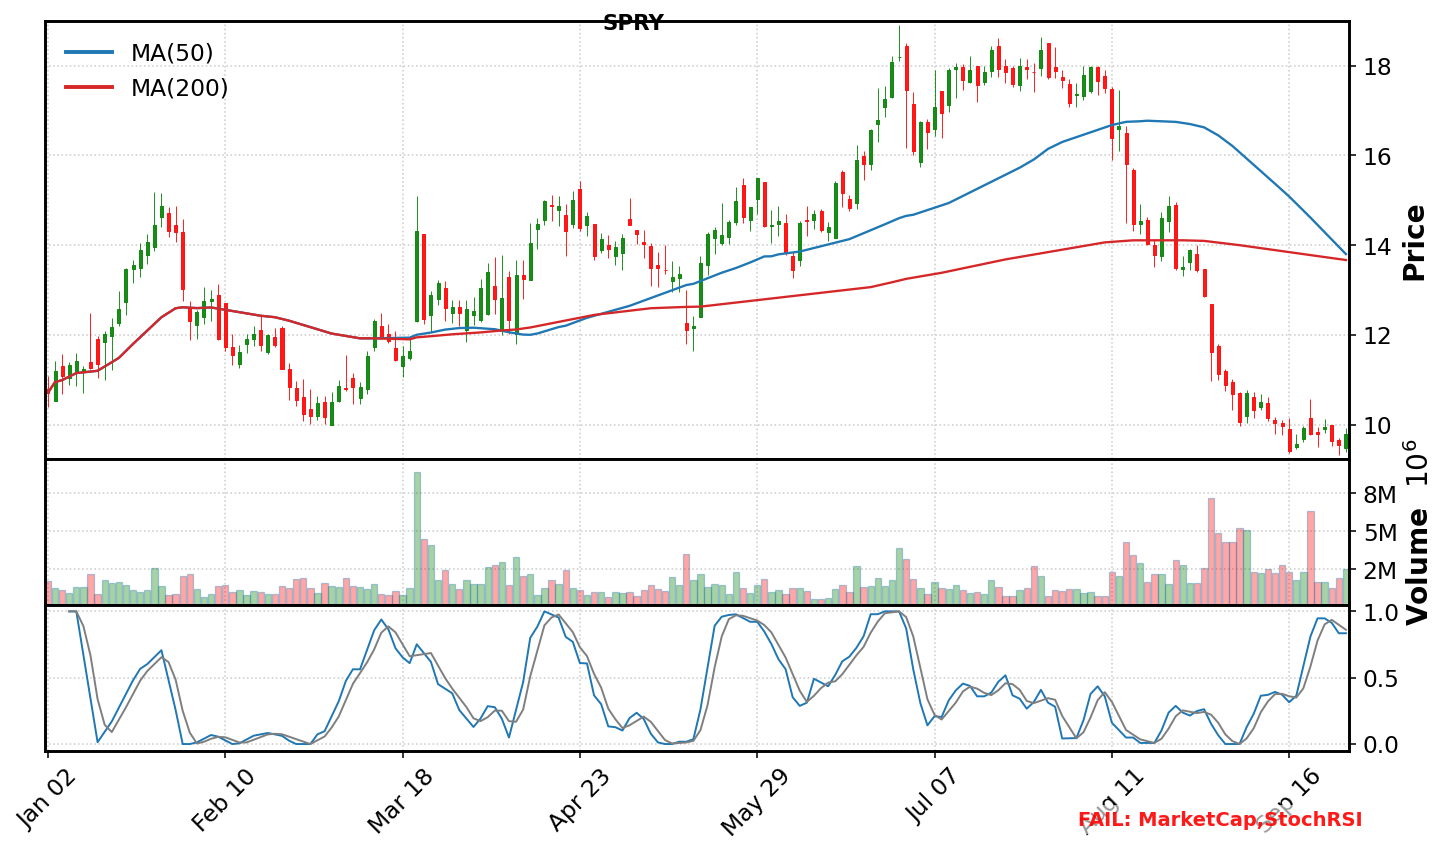 SPRY
MA(50)
MA(200)
18
16
14
12
10
Price
8M
5M
2M
Volume 10^6
1.0
0.5
0.0
Jan 02
Feb 10
Mar 18
Apr 23
May 29
Jul 07
Aug 11
Sep 16
FAIL: MarketCap,StochRSI